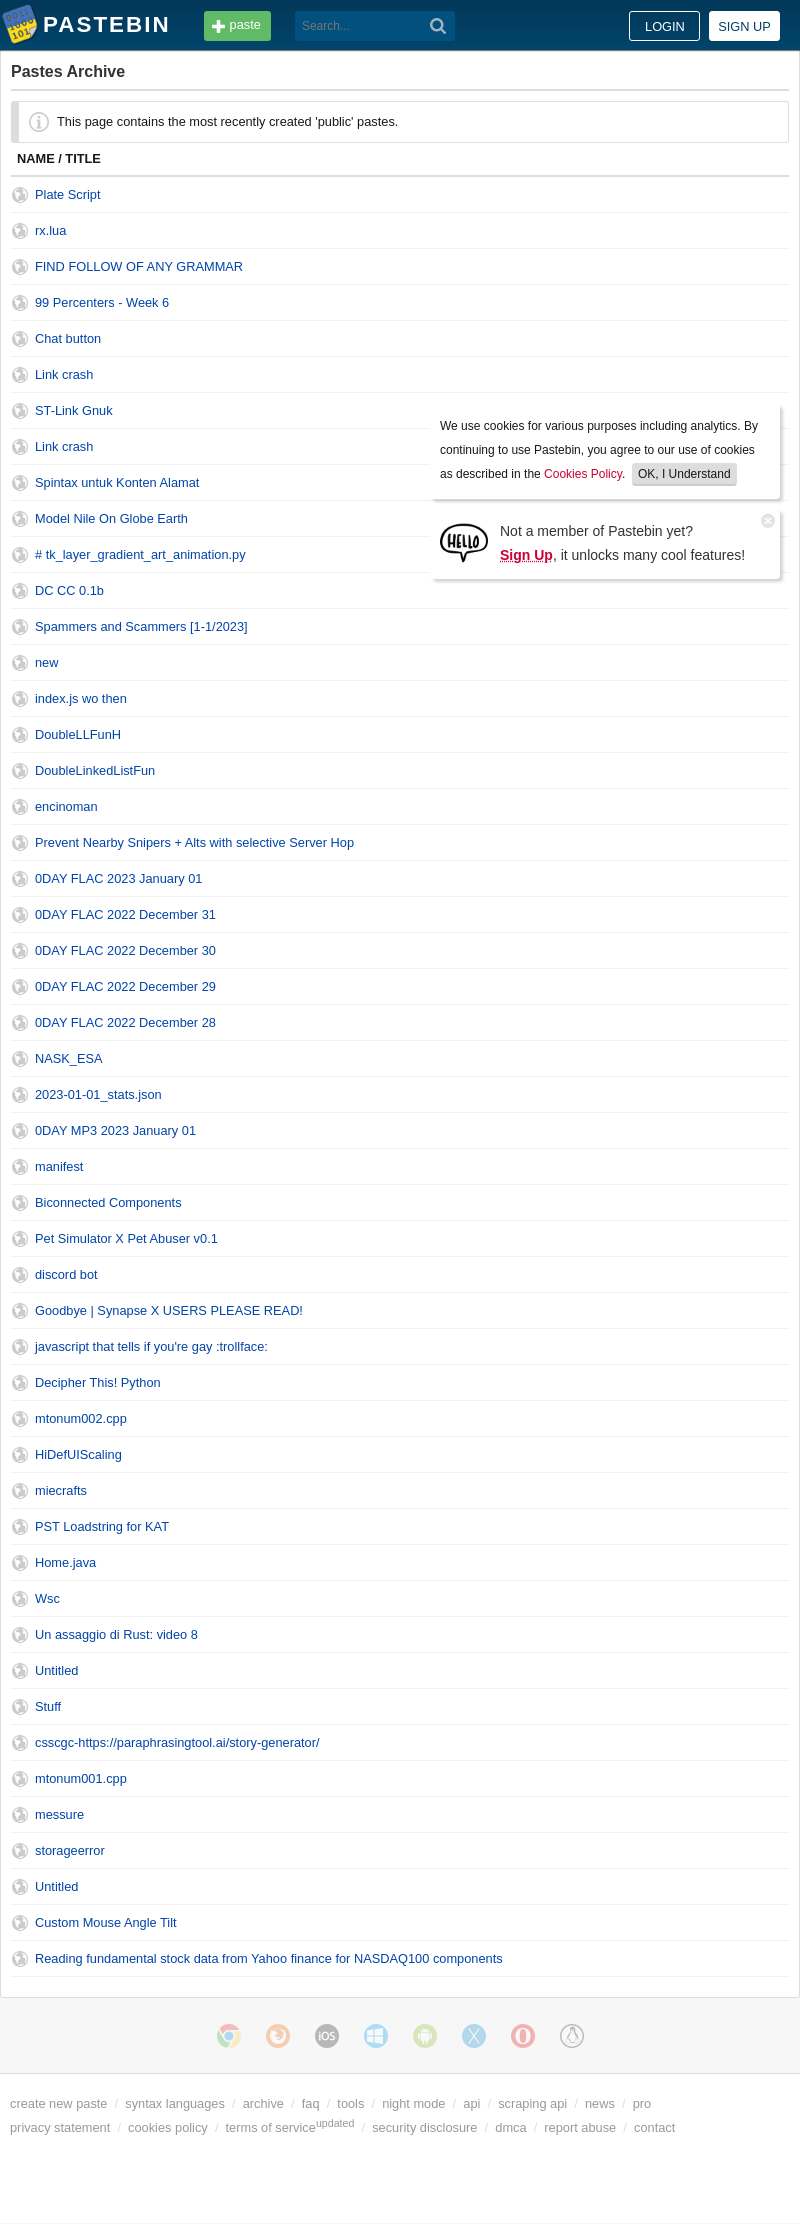 PASTEBIN
paste
Search...
LOGIN
SIGN UP
Pastes Archive
This page contains the most recently created 'public' pastes.
NAME / TITLE
Plate Script
rx.lua
FIND FOLLOW OF ANY GRAMMAR
99 Percenters - Week 6
Chat button
Link crash
ST-Link Gnuk
Link crash
Spintax untuk Konten Alamat
Model Nile On Globe Earth
# tk_layer_gradient_art_animation.py
DC CC 0.1b
Spammers and Scammers [1-1/2023]
new
index.js wo then
DoubleLLFunH
DoubleLinkedListFun
encinoman
Prevent Nearby Snipers + Alts with selective Server Hop
0DAY FLAC 2023 January 01
0DAY FLAC 2022 December 31
0DAY FLAC 2022 December 30
0DAY FLAC 2022 December 29
0DAY FLAC 2022 December 28
NASK_ESA
2023-01-01_stats.json
0DAY MP3 2023 January 01
manifest
Biconnected Components
Pet Simulator X Pet Abuser v0.1
discord bot
Goodbye | Synapse X USERS PLEASE READ!
javascript that tells if you're gay :trollface:
Decipher This! Python
mtonum002.cpp
HiDefUIScaling
miecrafts
PST Loadstring for KAT
Home.java
Wsc
Un assaggio di Rust: video 8
Untitled
Stuff
csscgc-https://paraphrasingtool.ai/story-generator/
mtonum001.cpp
messure
storageerror
Untitled
Custom Mouse Angle Tilt
Reading fundamental stock data from Yahoo finance for NASDAQ100 components
We use cookies for various purposes including analytics. By
continuing to use Pastebin, you agree to our use of cookies
as described in the Cookies Policy. OK, I Understand
HELLO
Not a member of Pastebin yet?
Sign Up, it unlocks many cool features!
iOS
create new paste / syntax languages / archive / faq / tools / night mode / api / scraping api / news / pro
privacy statement / cookies policy / terms of serviceupdated / security disclosure / dmca / report abuse / contact